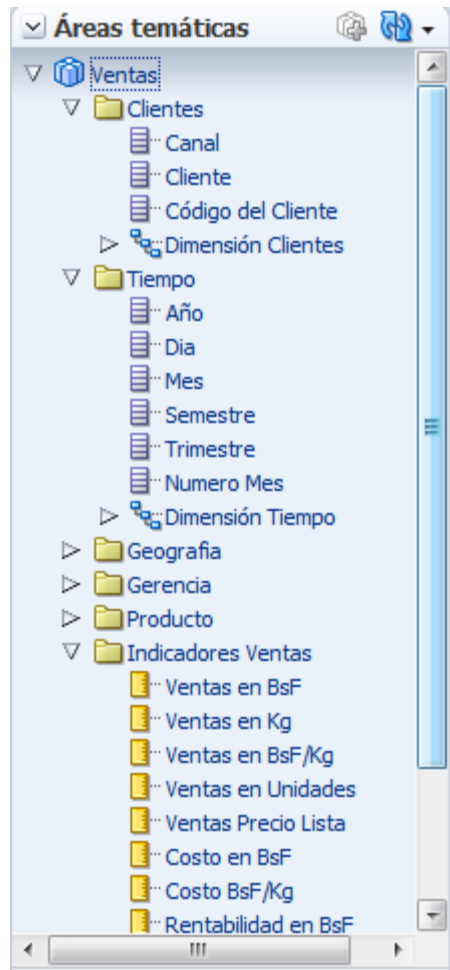 Áreas temáticas
Ventas
Clientes
Canal
Cliente
Código del Cliente
Dimensión Clientes
Tiempo
Año
Dia
Mes
Semestre
Trimestre
Numero Mes
Dimensión Tiempo
Geografia
Gerencia
Producto
Indicadores Ventas
Ventas en BsF
Ventas en Kg
Ventas en BsF/Kg
Ventas en Unidades
Ventas Precio Lista
Costo en BsF
Costo BsF/Kg
Rentabilidad en BsF